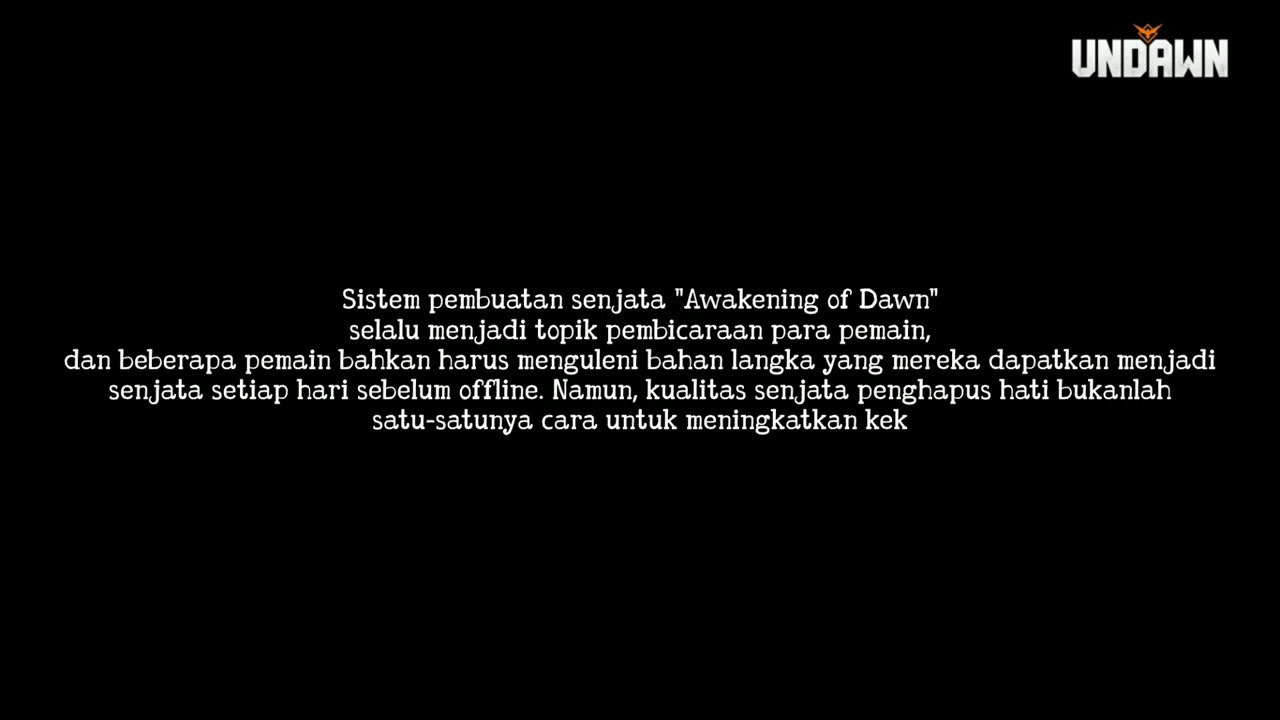 UNDAWN
Sistem pembuatan senjata "Awakening of Dawn"
selalu menjadi topik pembicaraan para pemain,
dan beberapa pemain bahkan harus menguleni bahan langka yang mereka dapatkan menjadi
senjata setiap hari sebelum offline. Namun, kualitas senjata penghapus hati bukanlah
satu-satunya cara untuk meningkatkan kek